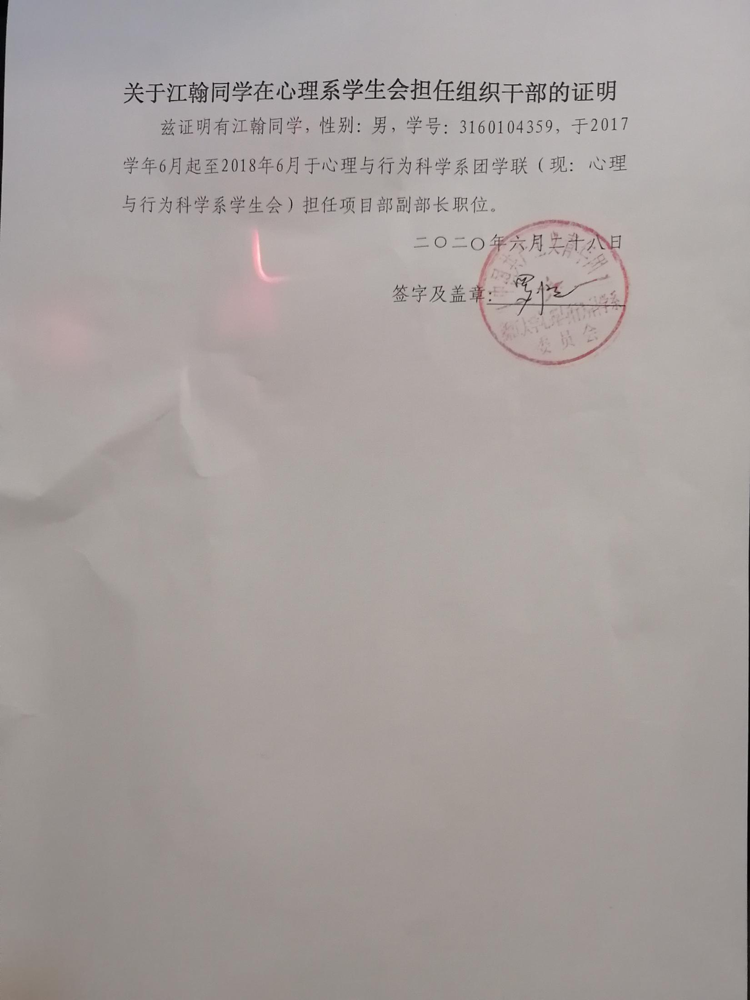 关于江翰同学在心理系学生会担任组织干部的证明
兹证明有江翰同学，性别：男，学号：3160104359，于2017
学年6月起至2018年6月于心理与行为科学系团学联（现：心理
与行为科学系学生会）担任项目部副部长职位。
二〇二〇年六月二十八日
签字及盖章：
委员会